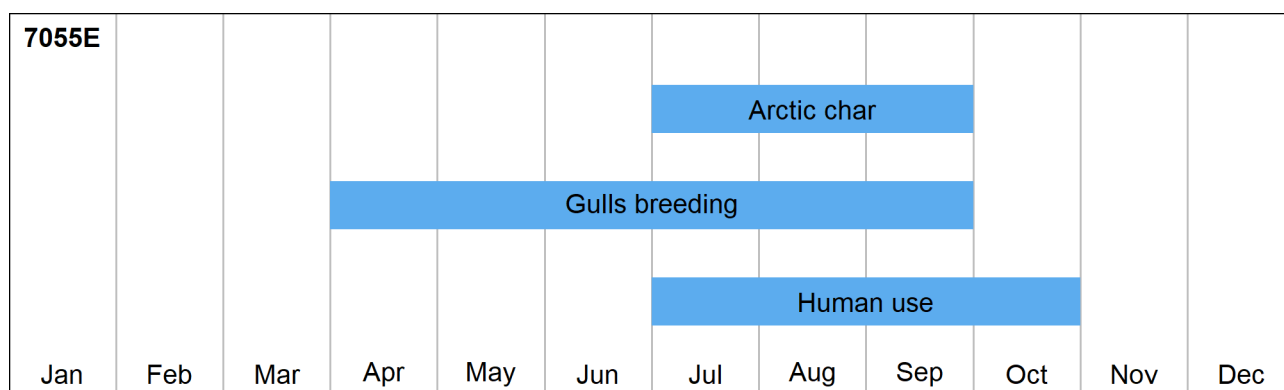 7055E
Arctic char
Gulls breeding
Human use
Jan Feb Mar Apr May Jun Jul Aug Sep Oct Nov Dec